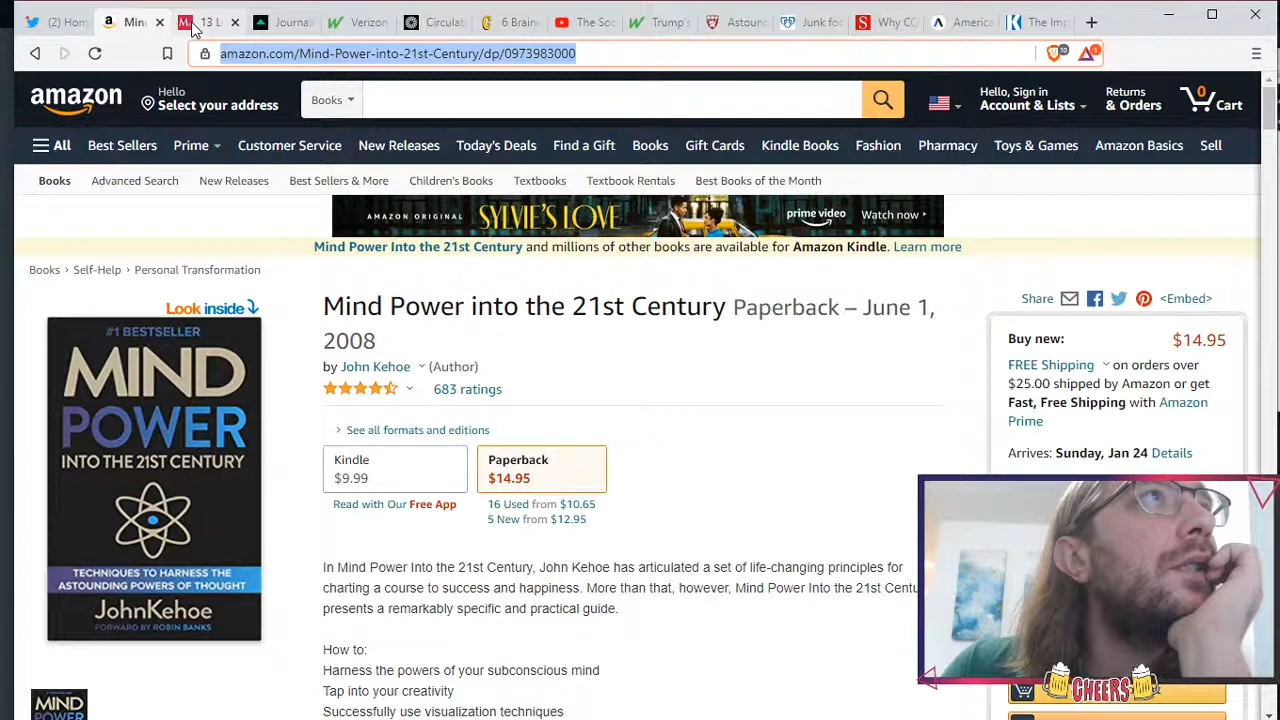 (2) Hom
Min
13 L
Journal
Verizon
Circulat
6 Brain
The Soc
Trump's
Astoun
Junk foo
Why CC
America
The Imp
amazon.com/Mind-Power-into-21st-Century/dp/0973983000
10
1
amazon
Hello
Select your address
Books
Hello, Sign in
Account & Lists
Returns
& Orders
0
Cart
All
Best Sellers
Prime
Customer Service
New Releases
Today's Deals
Find a Gift
Books
Gift Cards
Kindle Books
Fashion
Pharmacy
Toys & Games
Amazon Basics
Sell
Books
Advanced Search
New Releases
Best Sellers & More
Children's Books
Textbooks
Textbook Rentals
Best Books of the Month
AMAZON ORIGINAL SYLVIE'S LOVE prime video Watch now
Mind Power Into the 21st Century and millions of other books are available for Amazon Kindle. Learn more
Books › Self-Help › Personal Transformation
Look inside
#1 BESTSELLER
MIND
POWER
INTO THE 21ST CENTURY
TECHNIQUES TO HARNESS THE
ASTOUNDING POWERS OF THOUGHT
JohnKehoe
FORWARD BY ROBIN BANKS
MIND
POWER
Mind Power into the 21st Century Paperback – June 1,
2008
by John Kehoe (Author)
683 ratings
› See all formats and editions
Kindle
$9.99
Read with Our Free App
Paperback
$14.95
16 Used from $10.65
5 New from $12.95
In Mind Power Into the 21st Century, John Kehoe has articulated a set of life-changing principles for
charting a course to success and happiness. More than that, however, Mind Power Into the 21st Centu
presents a remarkably specific and practical guide.
How to:
Harness the powers of your subconscious mind
Tap into your creativity
Successfully use visualization techniques
Share <Embed>
Buy new: $14.95
FREE Shipping on orders over
$25.00 shipped by Amazon or get
Fast, Free Shipping with Amazon
Prime
Arrives: Sunday, Jan 24 Details
CHEERS